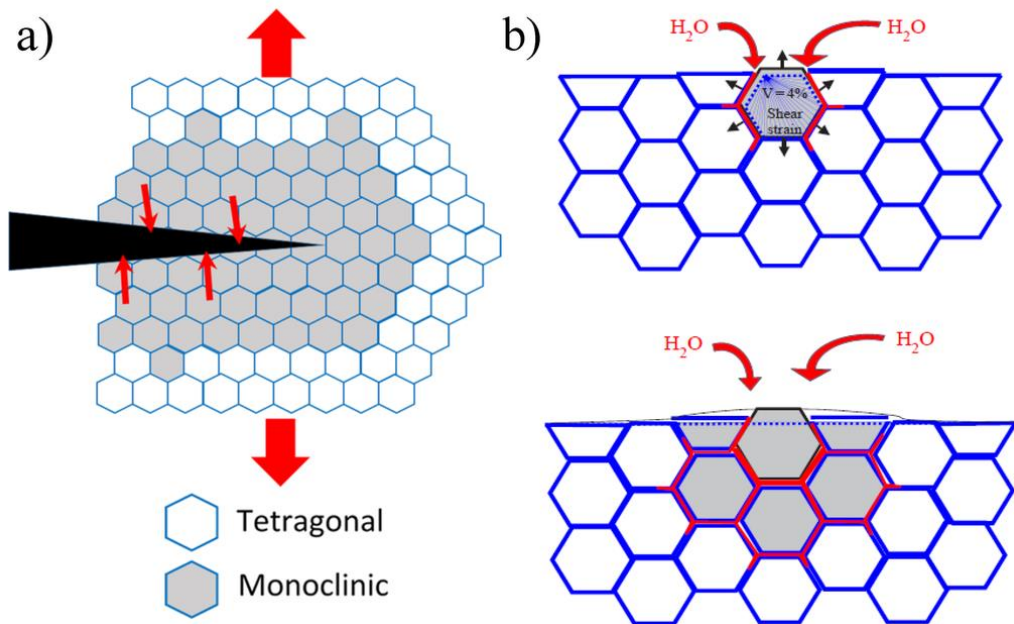 a)
Tetragonal
Monoclinic
b)
H₂O
H₂O
V = 4%
Shear
strain
H₂O
H₂O